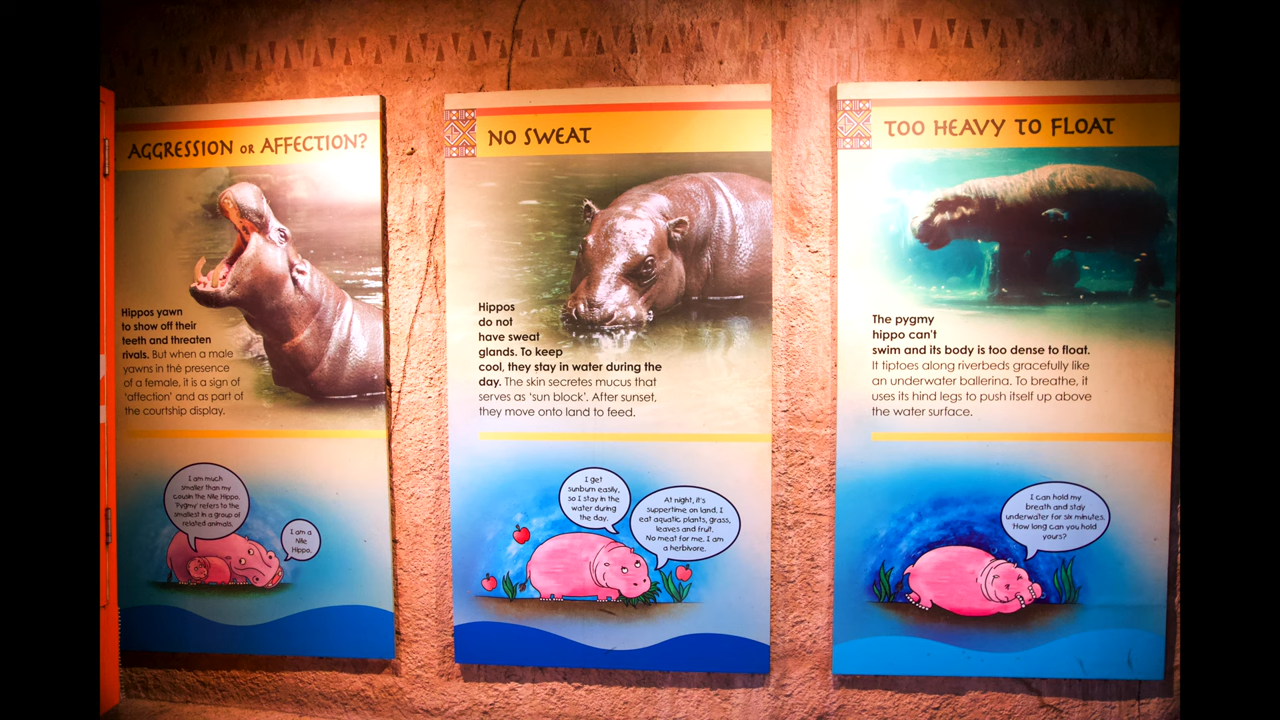 AGGRESSION OR AFFECTION?
Hippos yawn
to show off their
teeth and threaten
rivals. But when a male
yawns in the presence
of a female, it is a sign of
'affection' and as part of
the courtship display.
I am much
smaller than my
cousin the Nile Hippo.
'Pygmy' refers to the
smallest in a group of
related animals.
I am a
Nile
Hippo.
NO SWEAT
Hippos
do not
have sweat
glands. To keep
cool, they stay in water during the
day. The skin secretes mucus that
serves as 'sun block'. After sunset,
they move onto land to feed.
I get
sunburn easily,
so I stay in the
water during
the day.
At night, it's
suppertime on land. I
eat aquatic plants, grass,
leaves and fruit.
No meat for me. I am
a herbivore.
TOO HEAVY TO FLOAT
The pygmy
hippo can't
swim and its body is too dense to float.
It tiptoes along riverbeds gracefully like
an underwater ballerina. To breathe, it
uses its hind legs to push itself up above
the water surface.
I can hold my
breath and stay
underwater for six minutes.
How long can you hold
yours?